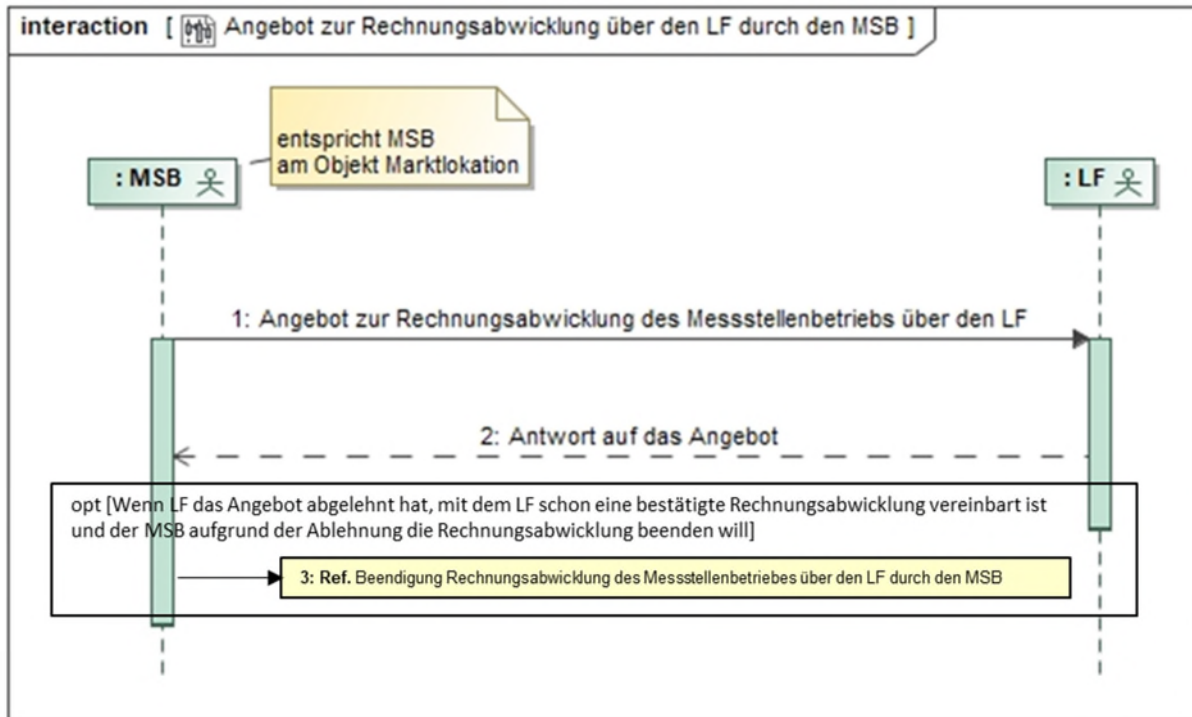 interaction [ Angebot zur Rechnungsabwicklung über den LF durch den MSB ]
entspricht MSB
am Objekt Marktlokation
: MSB
: LF
1: Angebot zur Rechnungsabwicklung des Messstellenbetriebs über den LF
2: Antwort auf das Angebot
opt [Wenn LF das Angebot abgelehnt hat, mit dem LF schon eine bestätigte Rechnungsabwicklung vereinbart ist
und der MSB aufgrund der Ablehnung die Rechnungsabwicklung beenden will]
3: Ref. Beendigung Rechnungsabwicklung des Messstellenbetriebes über den LF durch den MSB